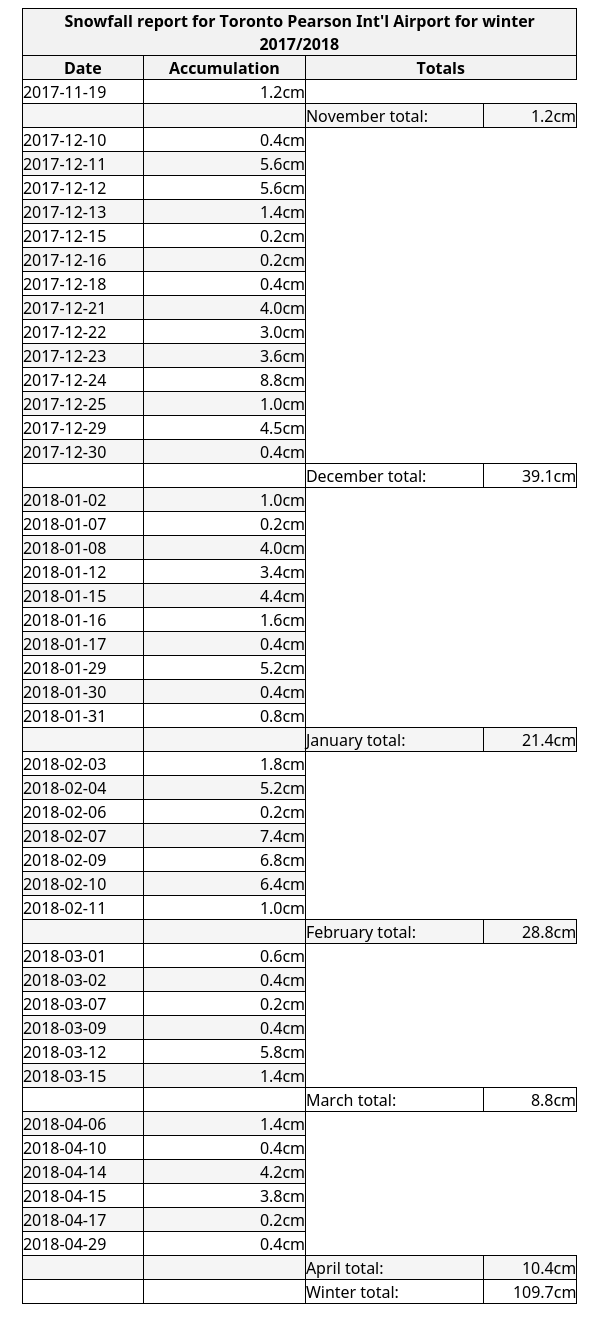 Snowfall report for Toronto Pearson Int'l Airport for winter
2017/2018
Date Accumulation Totals
2017-11-19 1.2cm
November total: 1.2cm
2017-12-10 0.4cm
2017-12-11 5.6cm
2017-12-12 5.6cm
2017-12-13 1.4cm
2017-12-15 0.2cm
2017-12-16 0.2cm
2017-12-18 0.4cm
2017-12-21 4.0cm
2017-12-22 3.0cm
2017-12-23 3.6cm
2017-12-24 8.8cm
2017-12-25 1.0cm
2017-12-29 4.5cm
2017-12-30 0.4cm
December total: 39.1cm
2018-01-02 1.0cm
2018-01-07 0.2cm
2018-01-08 4.0cm
2018-01-12 3.4cm
2018-01-15 4.4cm
2018-01-16 1.6cm
2018-01-17 0.4cm
2018-01-29 5.2cm
2018-01-30 0.4cm
2018-01-31 0.8cm
January total: 21.4cm
2018-02-03 1.8cm
2018-02-04 5.2cm
2018-02-06 0.2cm
2018-02-07 7.4cm
2018-02-09 6.8cm
2018-02-10 6.4cm
2018-02-11 1.0cm
February total: 28.8cm
2018-03-01 0.6cm
2018-03-02 0.4cm
2018-03-07 0.2cm
2018-03-09 0.4cm
2018-03-12 5.8cm
2018-03-15 1.4cm
March total: 8.8cm
2018-04-06 1.4cm
2018-04-10 0.4cm
2018-04-14 4.2cm
2018-04-15 3.8cm
2018-04-17 0.2cm
2018-04-29 0.4cm
April total: 10.4cm
Winter total: 109.7cm